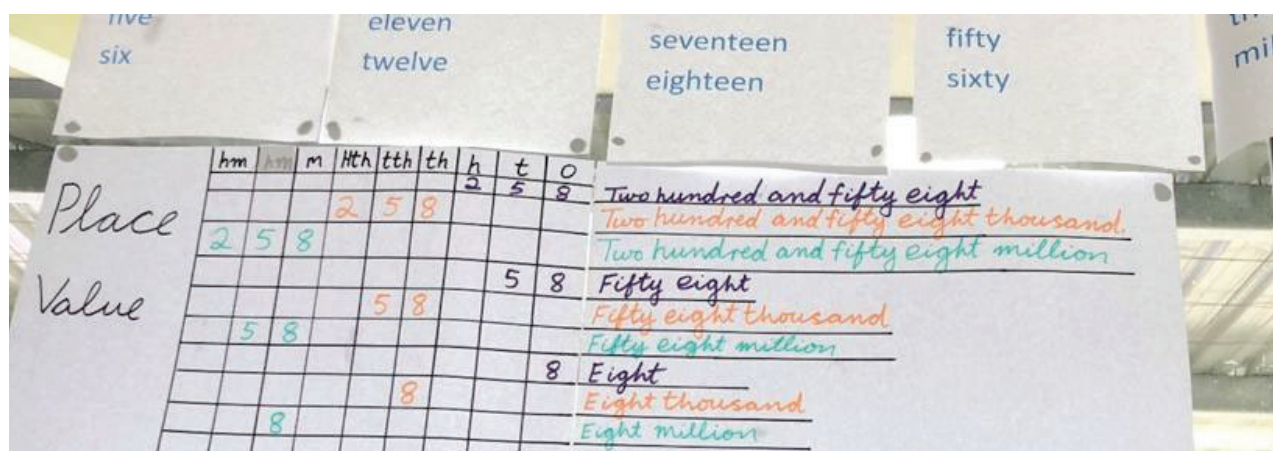 five
six
eleven
twelve
seventeen
eighteen
fifty
sixty
Place
Value
hm hm m Hth tth th h t O
2 5 8 Two hundred and fifty eight
2 5 8 Two hundred and fifty eight thousand.
2 5 8 Two hundred and fifty eight million
5 8 Fifty eight
5 8 Fifty eight thousand
5 8 Fifty eight million
8 Eight
8 Eight thousand
8 Eight million